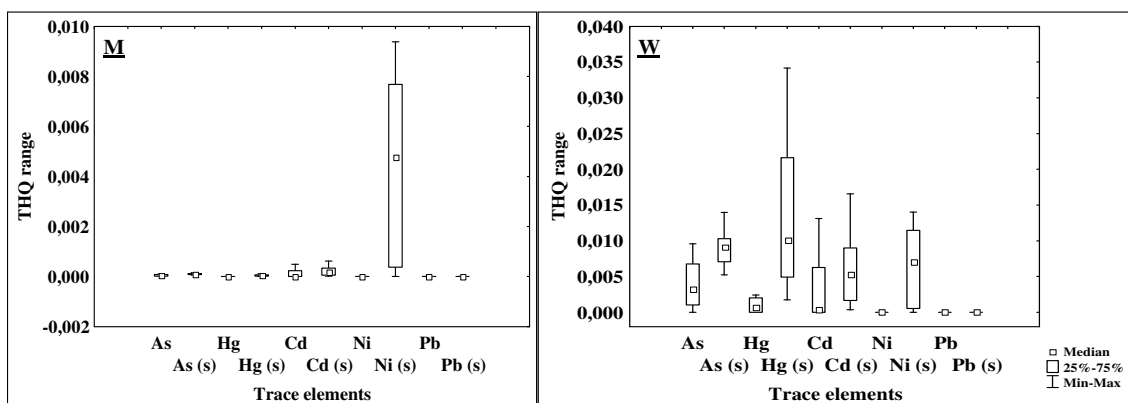 M
THQ range
0,010
0,008
0,006
0,004
0,002
0,000
-0,002
As Hg Cd Ni Pb
As (s) Hg (s) Cd (s) Ni (s) Pb (s)
Trace elements
W
THQ range
0,040
0,035
0,030
0,025
0,020
0,015
0,010
0,005
0,000
As Hg Cd Ni Pb
As (s) Hg (s) Cd (s) Ni (s) Pb (s)
Trace elements
Median
25%-75%
Min-Max